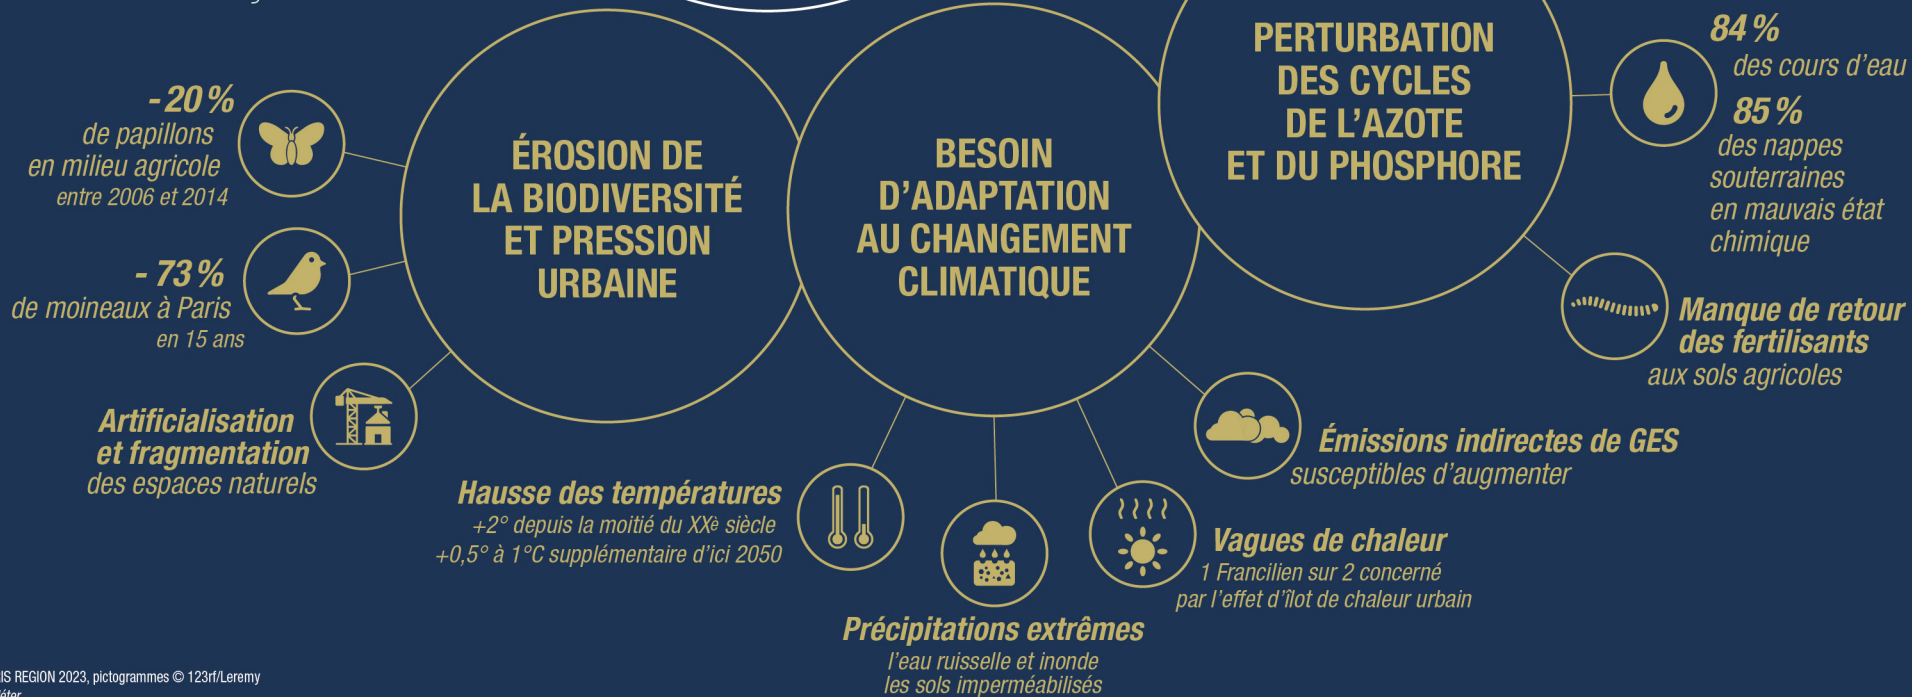 - 20 %
de papillons
en milieu agricole
entre 2006 et 2014
- 73 %
de moineaux à Paris
en 15 ans
Artificialisation
et fragmentation
des espaces naturels
ÉROSION DE
LA BIODIVERSITÉ
ET PRESSION
URBAINE
BESOIN
D'ADAPTATION
AU CHANGEMENT
CLIMATIQUE
Hausse des températures
+2° depuis la moitié du XXè siècle
+0,5° à 1°C supplémentaire d'ici 2050
Précipitations extrêmes
l'eau ruisselle et inonde
les sols imperméabilisés
Vagues de chaleur
1 Francilien sur 2 concerné
par l'effet d'îlot de chaleur urbain
Émissions indirectes de GES
susceptibles d'augmenter
PERTURBATION
DES CYCLES
DE L'AZOTE
ET DU PHOSPHORE
84 %
des cours d'eau
85 %
des nappes
souterraines
en mauvais état
chimique
Manque de retour
des fertilisants
aux sols agricoles
IS REGION 2023, pictogrammes © 123rf/Leremy